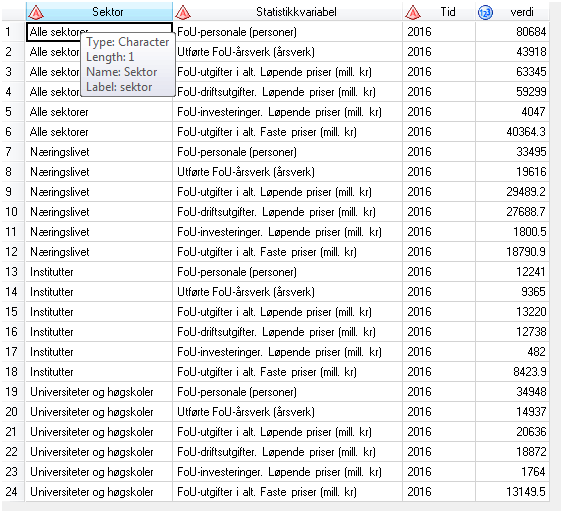 Sektor Statistikkvariabel Tid verdi
1 Alle sektorer FoU-personale (personer) 2016 80684
Type: Character
2 Alle sekt Utførte FoU-årsverk (årsverk) 2016 43918
Length: 1
3 Alle sekt FoU-utgifter i alt. Løpende priser (mill. kr) 2016 63345
Name: Sektor
4 Alle sekt FoU-driftsutgifter. Løpende priser (mill. kr) 2016 59299
Label: sektor
5 Alle sektorer FoU-investeringer. Løpende priser (mill. kr) 2016 4047
6 Alle sektorer FoU-utgifter i alt. Faste priser (mill. kr) 2016 40364.3
7 Næringslivet FoU-personale (personer) 2016 33495
8 Næringslivet Utførte FoU-årsverk (årsverk) 2016 19616
9 Næringslivet FoU-utgifter i alt. Løpende priser (mill. kr) 2016 29489.2
10 Næringslivet FoU-driftsutgifter. Løpende priser (mill. kr) 2016 27688.7
11 Næringslivet FoU-investeringer. Løpende priser (mill. kr) 2016 1800.5
12 Næringslivet FoU-utgifter i alt. Faste priser (mill. kr) 2016 18790.9
13 Institutter FoU-personale (personer) 2016 12241
14 Institutter Utførte FoU-årsverk (årsverk) 2016 9365
15 Institutter FoU-utgifter i alt. Løpende priser (mill. kr) 2016 13220
16 Institutter FoU-driftsutgifter. Løpende priser (mill. kr) 2016 12738
17 Institutter FoU-investeringer. Løpende priser (mill. kr) 2016 482
18 Institutter FoU-utgifter i alt. Faste priser (mill. kr) 2016 8423.9
19 Universiteter og høgskoler FoU-personale (personer) 2016 34948
20 Universiteter og høgskoler Utførte FoU-årsverk (årsverk) 2016 14937
21 Universiteter og høgskoler FoU-utgifter i alt. Løpende priser (mill. kr) 2016 20636
22 Universiteter og høgskoler FoU-driftsutgifter. Løpende priser (mill. kr) 2016 18872
23 Universiteter og høgskoler FoU-investeringer. Løpende priser (mill. kr) 2016 1764
24 Universiteter og høgskoler FoU-utgifter i alt. Faste priser (mill. kr) 2016 13149.5